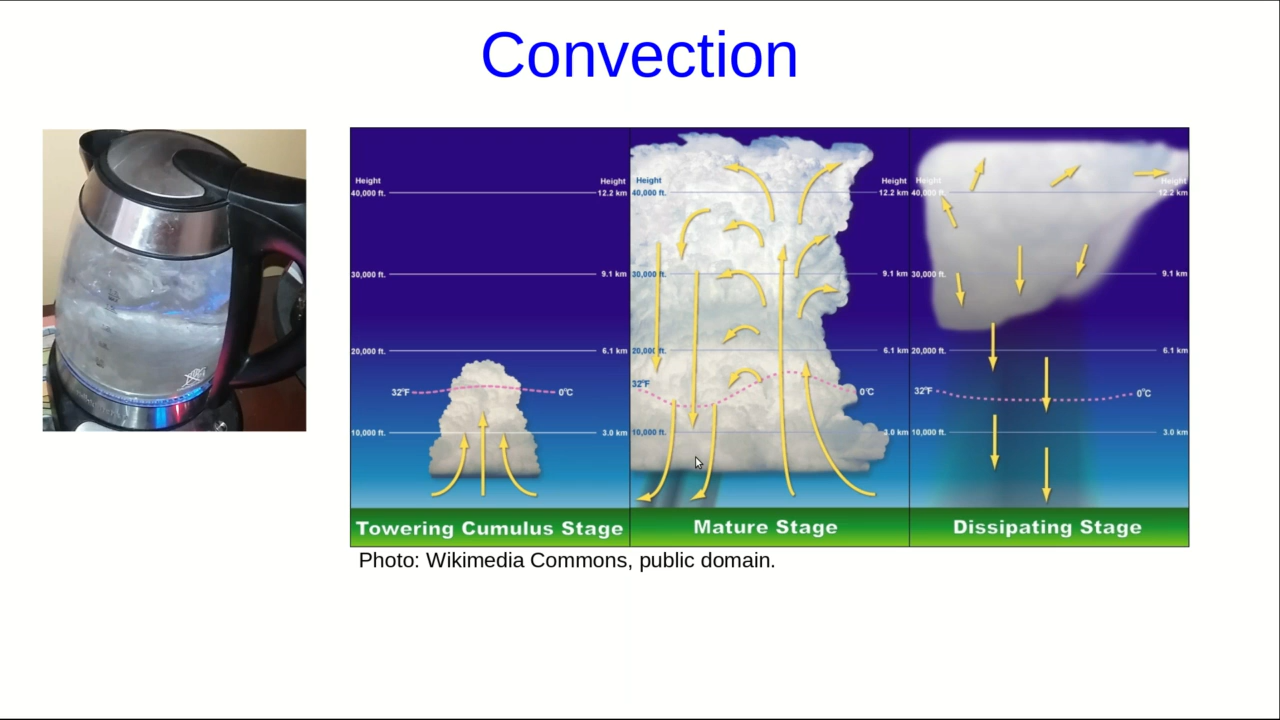 Convection
Height
40,000 ft.
30,000 ft.
20,000 ft.
32°F
10,000 ft.
Height
12.2 km
9.1 km
6.1 km
0°C
3.0 km
Towering Cumulus Stage
Height
40,000 ft.
30,000 ft.
20,000 ft.
32°F
10,000 ft.
Height
12.2 km
9.1 km
6.1 km
0°C
3.0 km
Mature Stage
Height
40,000 ft.
30,000 ft.
20,000 ft.
32°F
10,000 ft.
Height
12.2 km
9.1 km
6.1 km
0°C
3.0 km
Dissipating Stage
Photo: Wikimedia Commons, public domain.